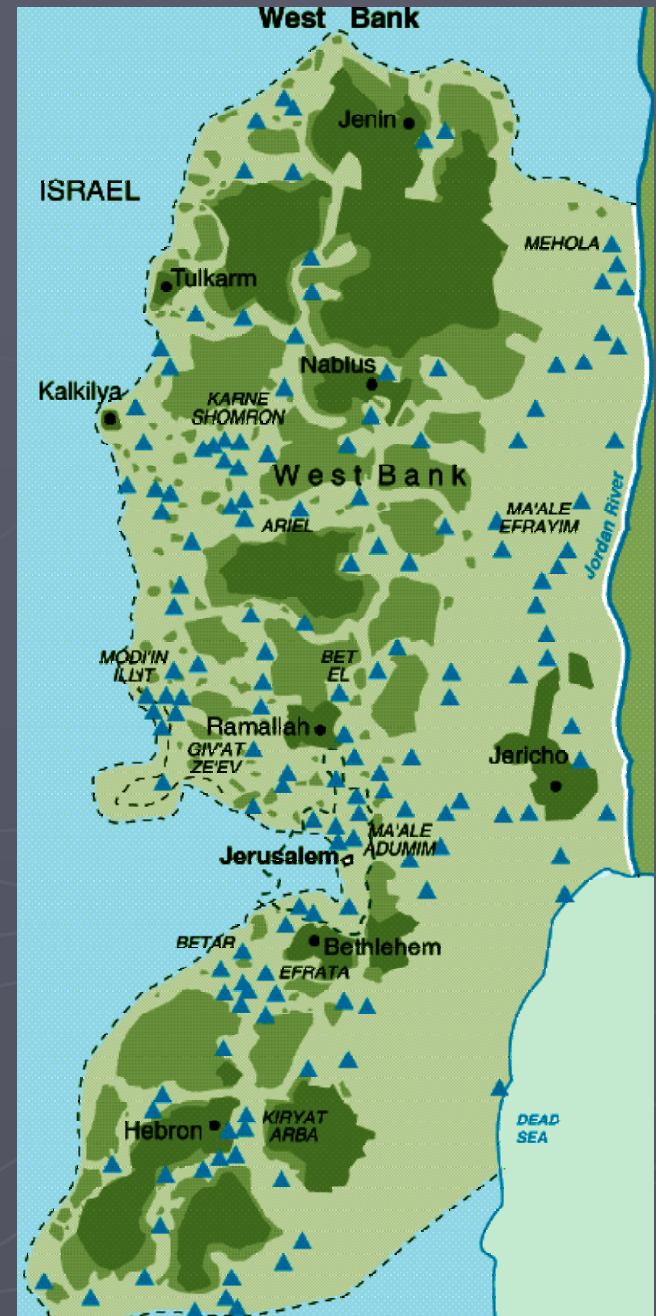 West Bank
Jenin
ISRAEL
MEHOLA
Tulkarm
Nablus
Kalkilya
KARNE
SHOMRON
West Bank
MA'ALE
EFRAYIM
ARIEL
Jordan River
MODI'IN
ILLIT
BET
EL
Ramallah
GIV'AT
ZE'EV
Jericho
MA'ALE
ADUMIM
Jerusalem
BETAR
Bethlehem
EFRATA
KIRYAT
ARBA
Hebron
DEAD
SEA